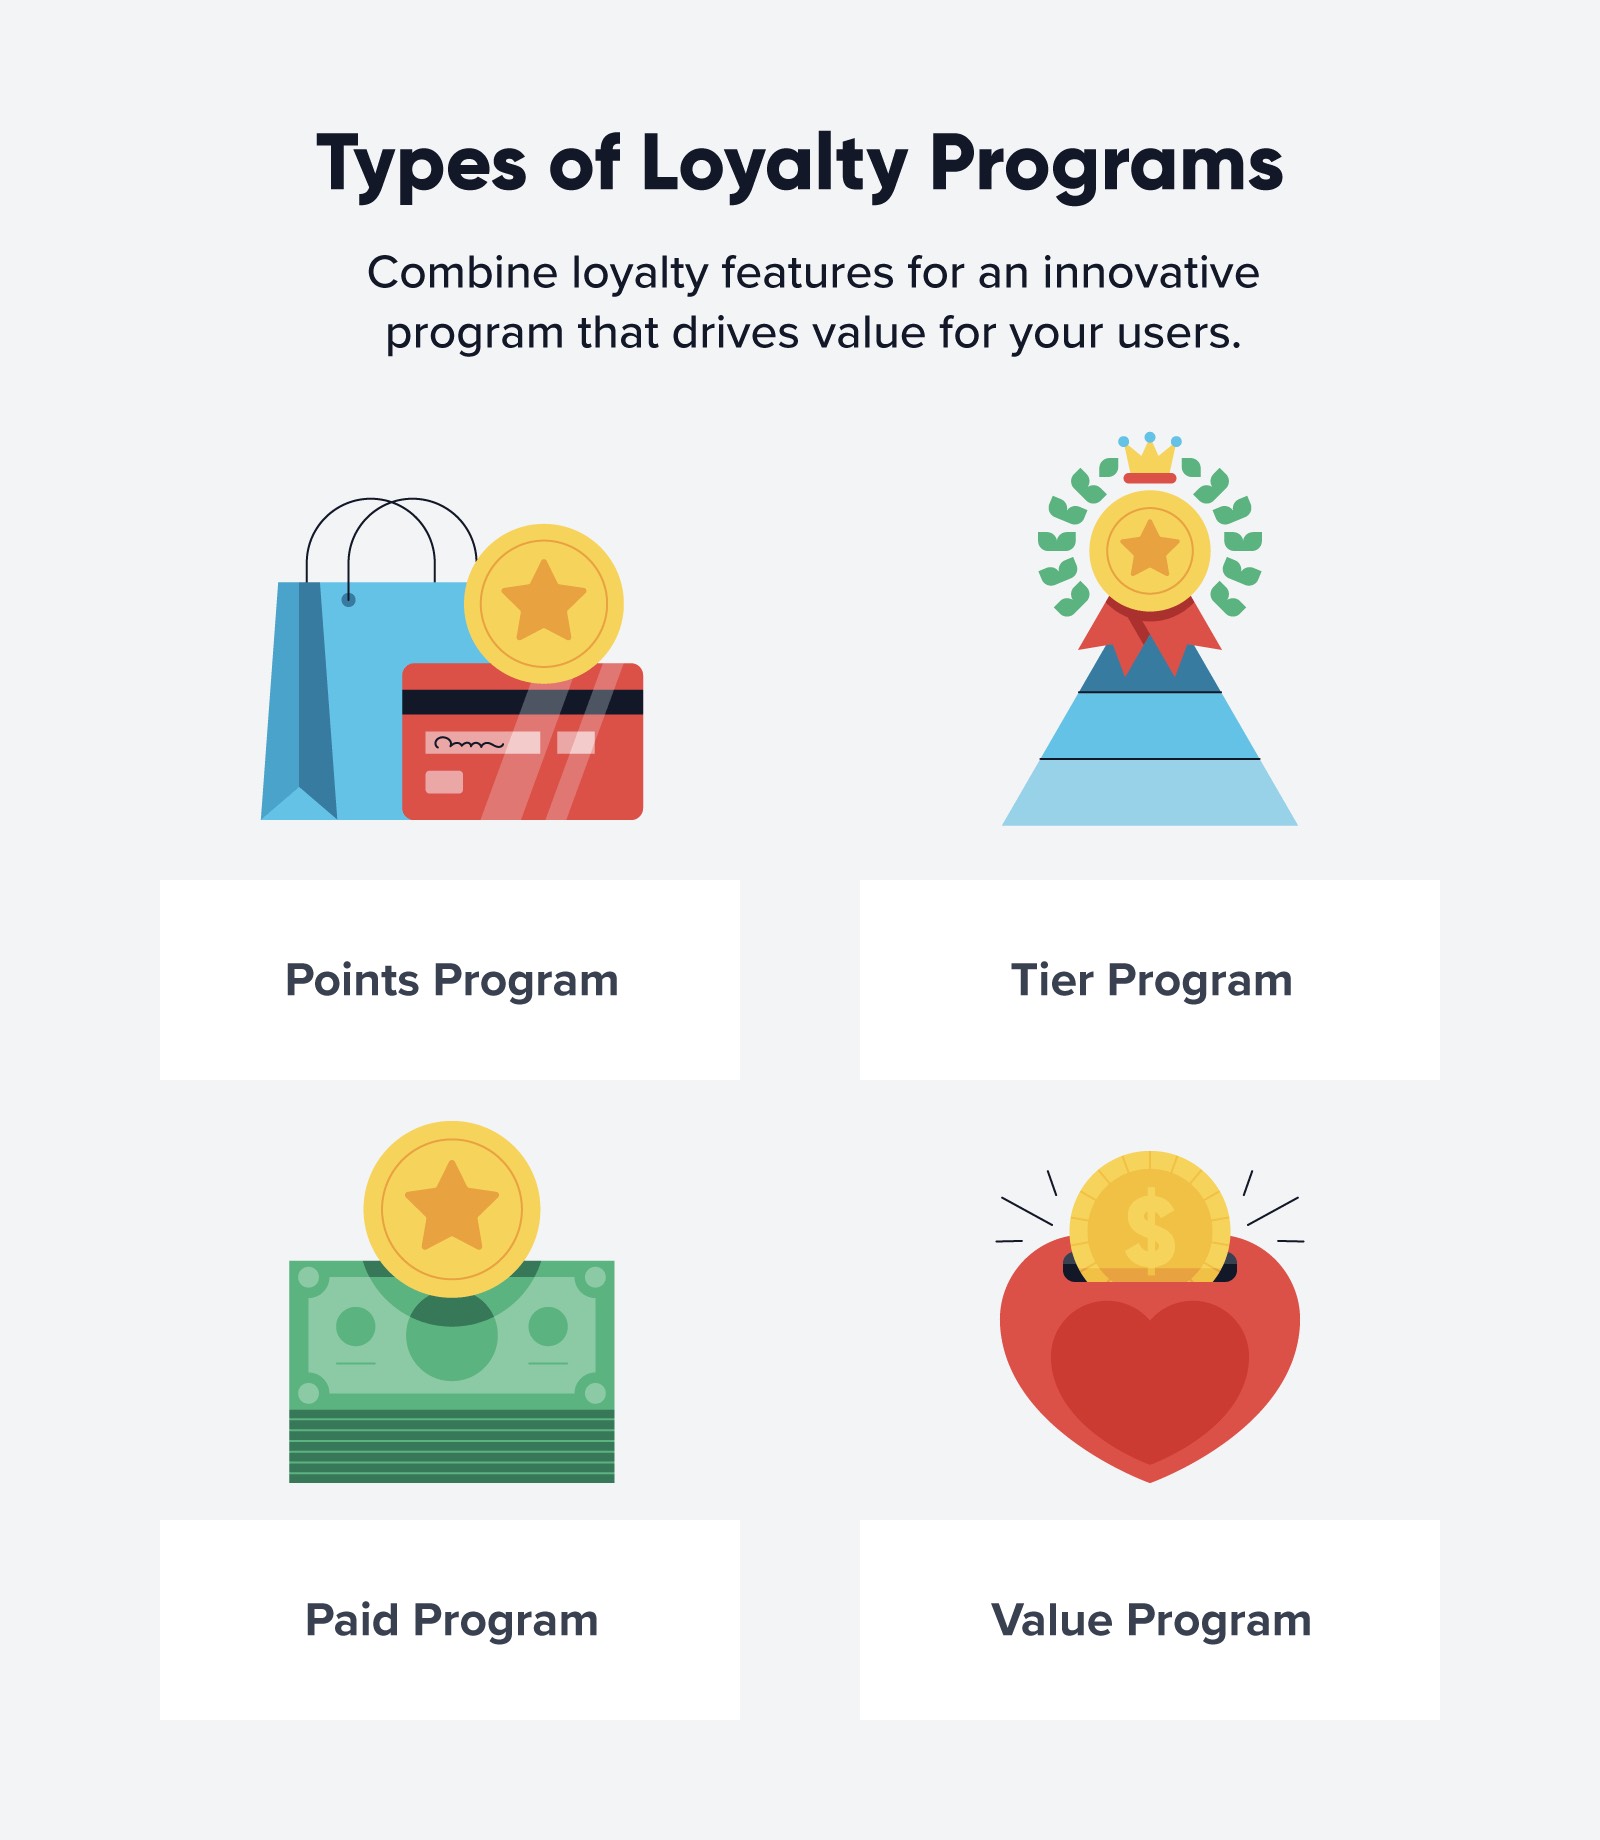 Types of Loyalty Programs
Combine loyalty features for an innovative
program that drives value for your users.
Points Program
Tier Program
$
Paid Program
Value Program